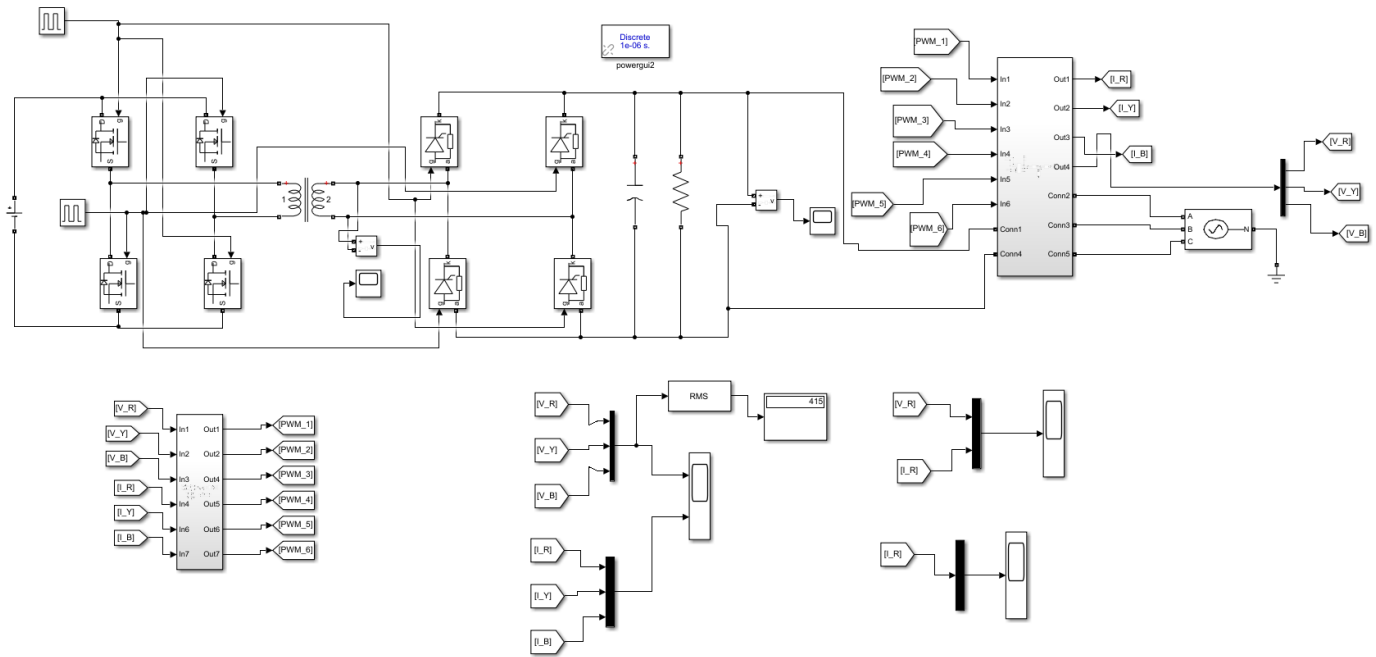 Discrete
1e-06 s.
powergui2
D
g
S
D
g
S
D
g
S
D
g
S
1
+
2
+
k
g
a
k
g
a
k
g
a
k
g
a
+
-
v
+
-
v
[PWM_1]
[PWM_2]
[PWM_3]
[PWM_4]
[PWM_5]
[PWM_6]
In1
In2
In3
In4
In5
In6
Conn1
Conn4
Out1
Out2
Out3
Out4
Conn2
Conn3
Conn5
[I_R]
[I_Y]
[I_B]
[V_R]
[V_Y]
[V_B]
A
B
C
N
[V_R]
[V_Y]
[V_B]
[I_R]
[I_Y]
[I_B]
In1
In2
In3
In4
In6
In7
Out1
Out2
Out4
Out5
Out6
Out7
[PWM_1]
[PWM_2]
[PWM_3]
[PWM_4]
[PWM_5]
[PWM_6]
[V_R]
[V_Y]
[V_B]
RMS
415
[I_R]
[I_Y]
[I_B]
[V_R]
[I_R]
[I_R]